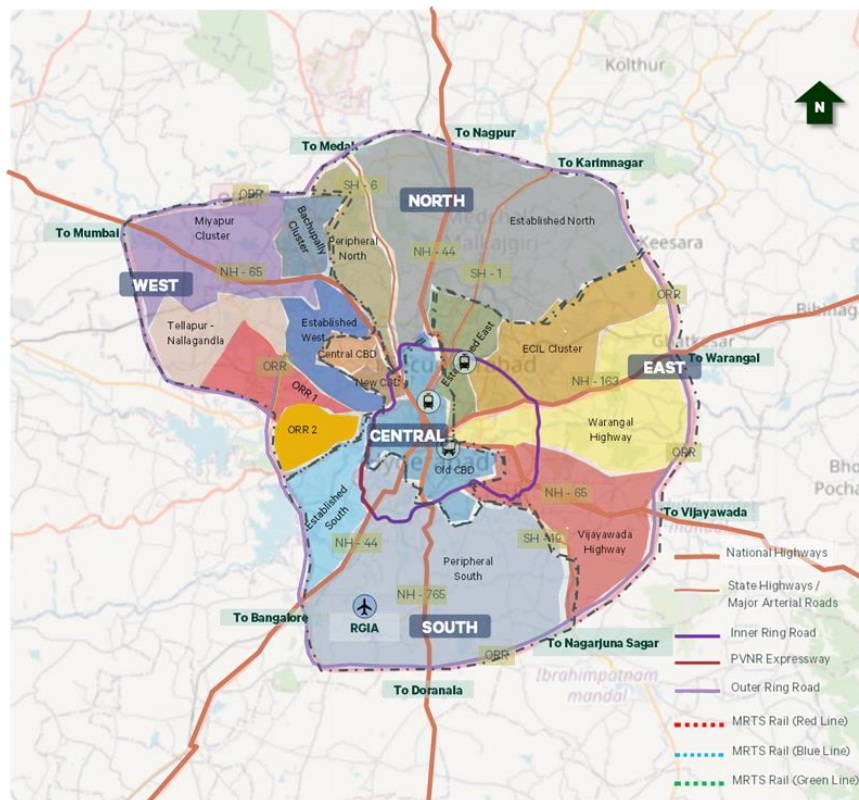 Kolthur
N
To Nagpur
To Medak
To Karimnagar
ORR
SH - 6
NORTH
Miyapur
Cluster
Bachupally
Cluster
Established North
To Mumbai
Peripheral
North
NH - 44
Keesara
WEST
NH - 65
SH - 1
ORR
Established
West
Tellapur -
Nallagandla
ECIL Cluster
Central CBD
To Warangal
ORR
EAST
New CBD
NH - 163
ORR 1
Warangal
Highway
ORR 2
CENTRAL
ORR
Old CBD
NH - 65
Established
South
To Vijayawada
NH - 44
SH - 19
Vijayawada
Highway
Peripheral
South
National Highways
State Highways /
Major Arterial Roads
NH - 765
To Bangalore
RGIA
SOUTH
Inner Ring Road
To Nagarjuna Sagar
ORR
PVNR Expressway
Ibrahimpatnam
mandal
To Doranala
Outer Ring Road
MRTS Rail (Red Line)
MRTS Rail (Blue Line)
MRTS Rail (Green Line)